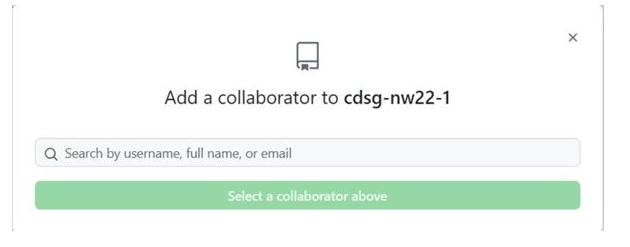 Add a collaborator to cdsg-nw22-1
Search by username, full name, or email
Select a collaborator above